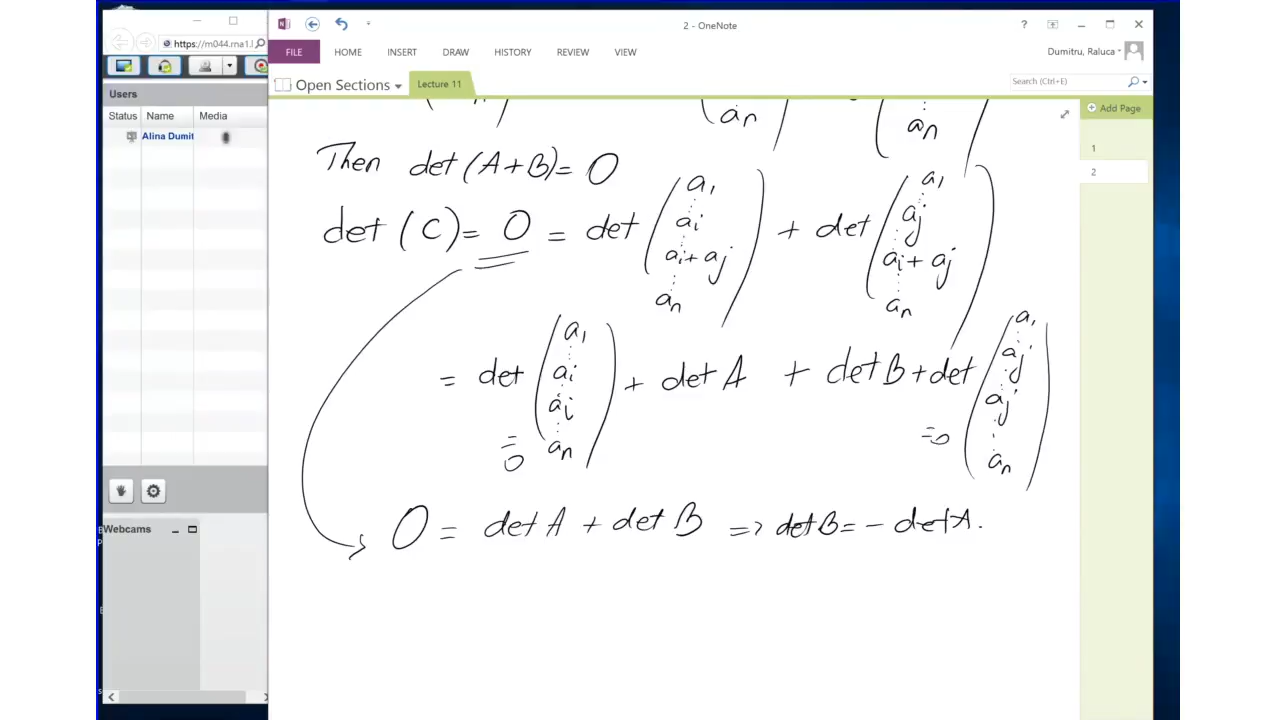 2 - OneNote
https://m044.rna1.
FILE HOME INSERT DRAW HISTORY REVIEW VIEW
Dumitru, Raluca
Open Sections
Lecture 11
Search (Ctrl+E)
Users
Status Name Media
Alina Dumit
Add Page
1
2
an an
Then det (A+B)= 0
det (C)= 0 = det (a1 ⋮ ai ⋮ ai + aj ⋮ an) + det (a1 ⋮ aj ⋮ ai + aj ⋮ an)
= det (a1 ⋮ ai ⋮ ai ⋮ an) + det A + det B + det (a1 ⋮ aj ⋮ aj ⋮ an)
= 0 =0
0 = det A + det B => det B = - det A.
Webcams